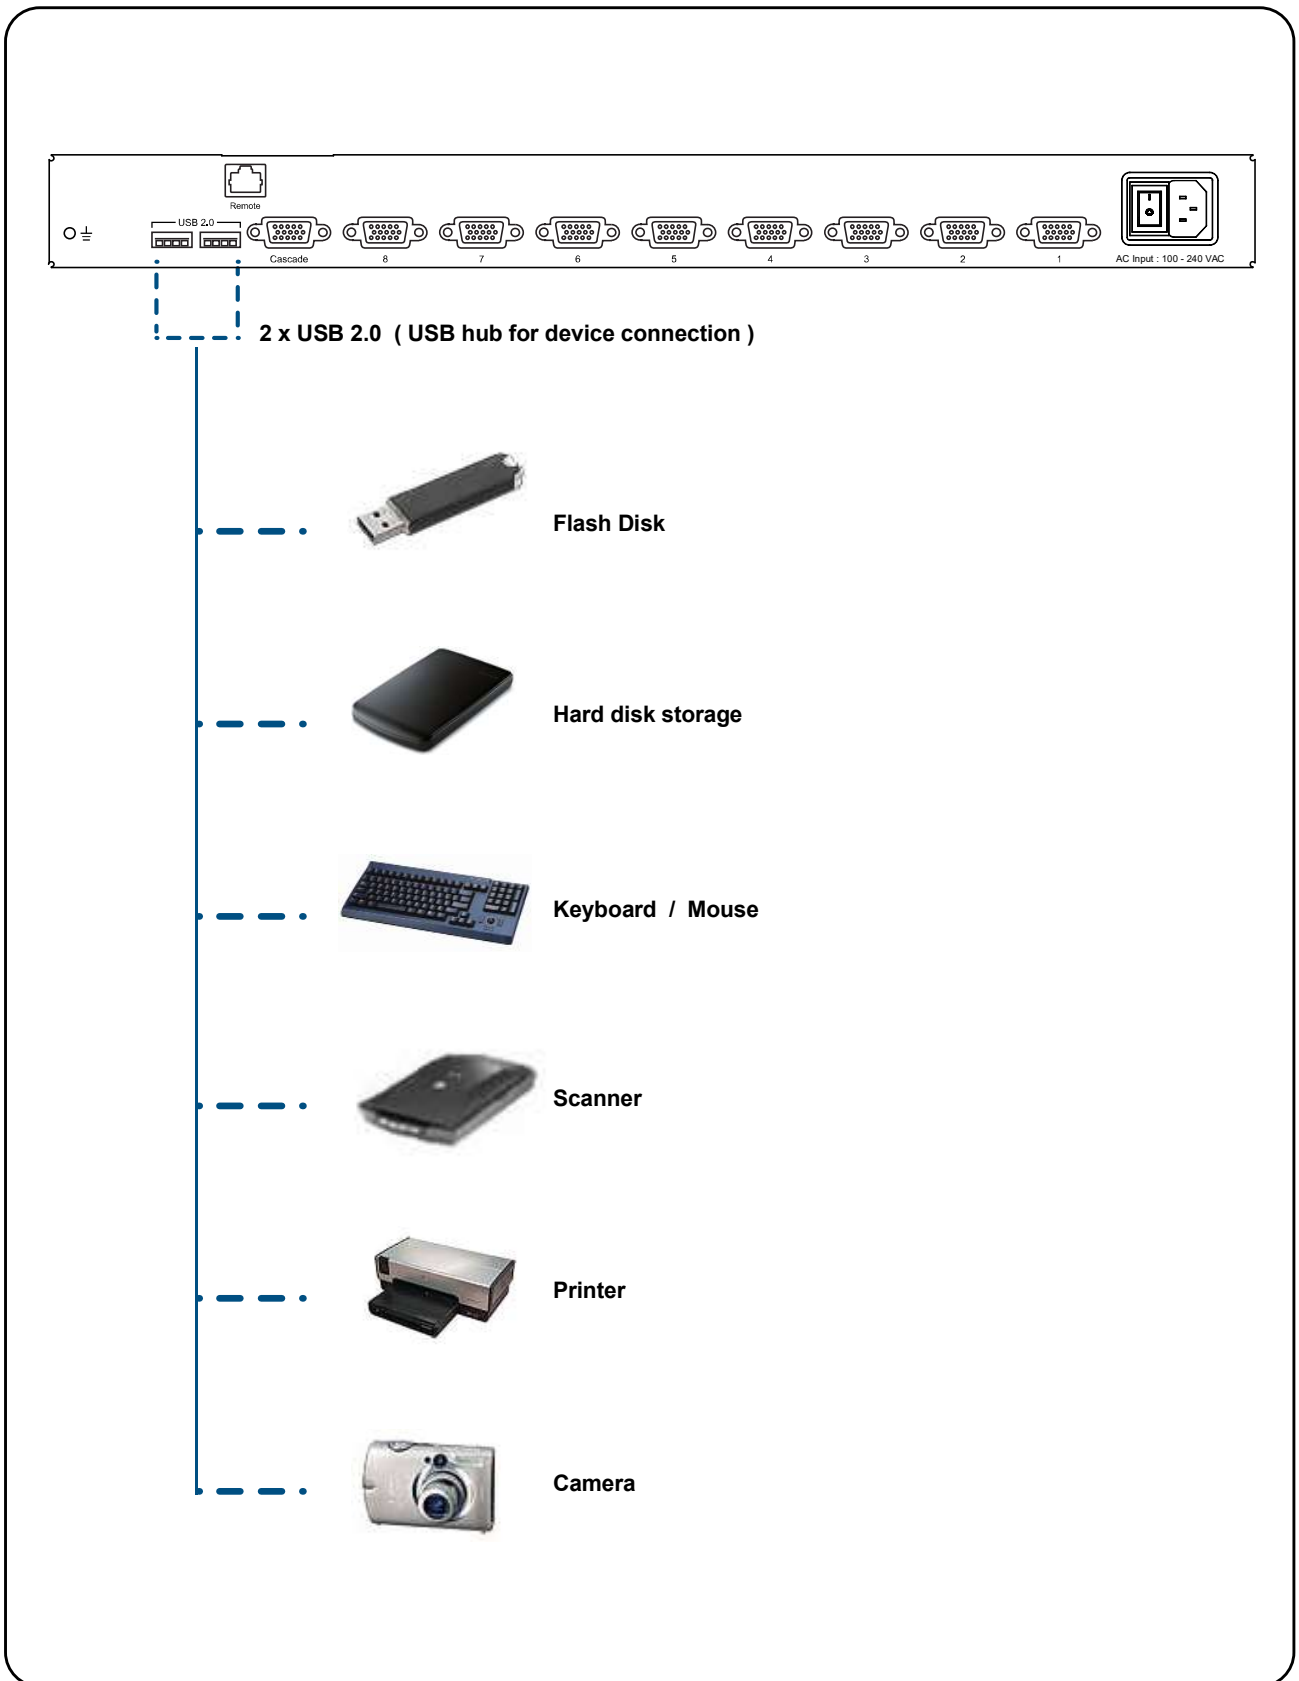 Remote
USB 2.0
Cascade 8 7 6 5 4 3 2 1 AC Input : 100 - 240 VAC
2 x USB 2.0 ( USB hub for device connection )
Flash Disk
Hard disk storage
Keyboard / Mouse
Scanner
Printer
Camera